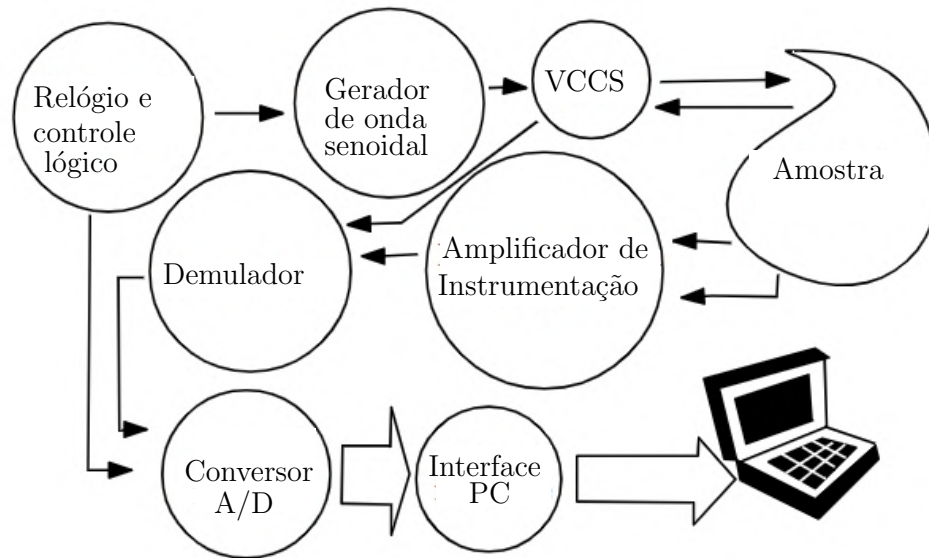 Relógio e
controle
lógico
Gerador
de onda
senoidal
VCCS
Amostra
Demulador
Amplificador de
Instrumentação
Conversor
A/D
Interface
PC